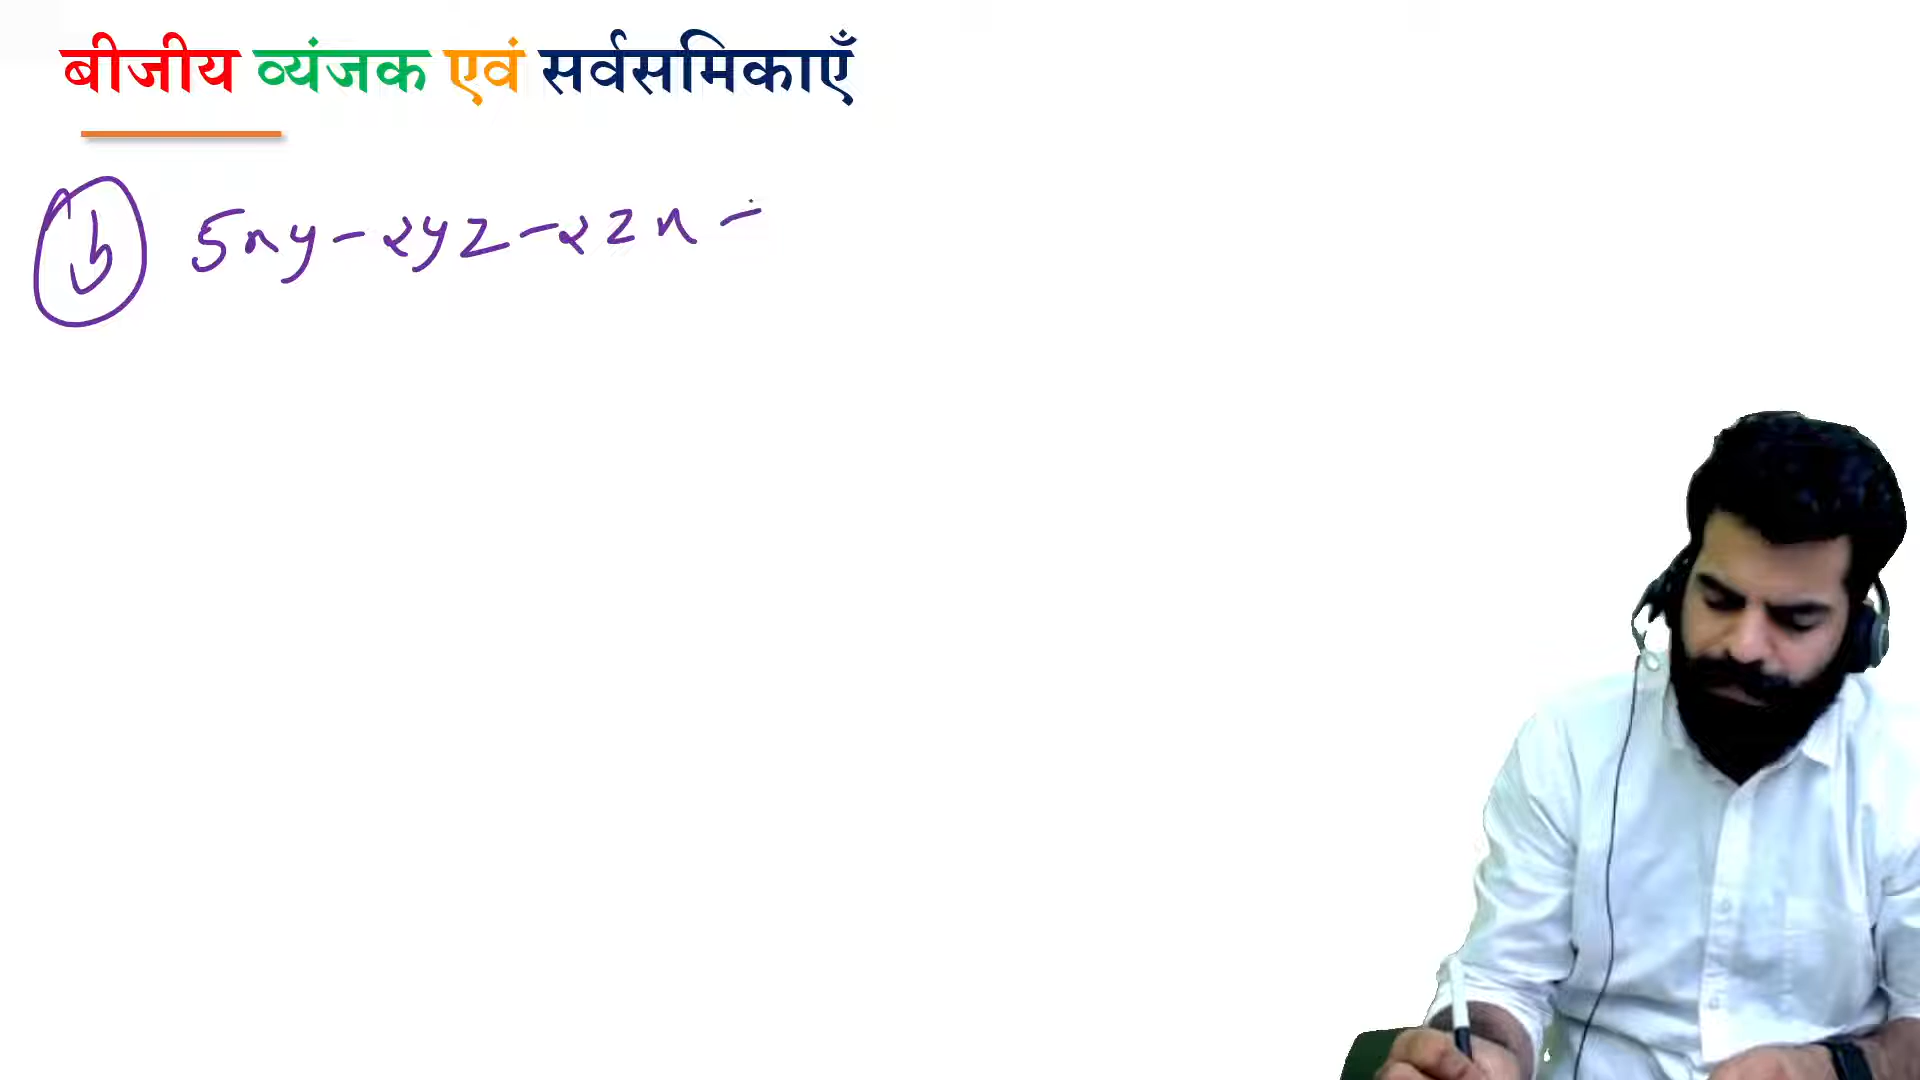 बीजीय व्यंजक एवं सर्वसमिकाएँ
b 5xy - 2yz - 2zx -